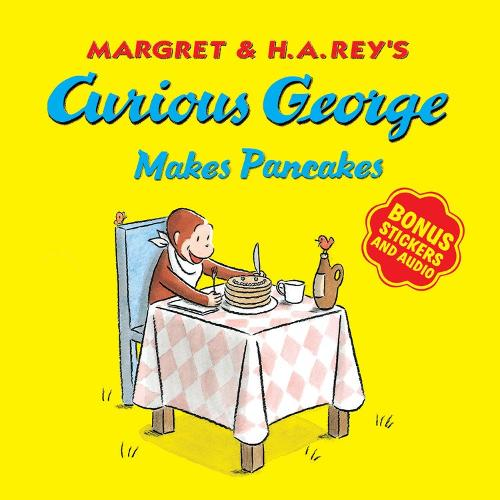 MARGRET & H.A.REY'S
Curious George
Makes Pancakes
BONUS
STICKERS
AND AUDIO